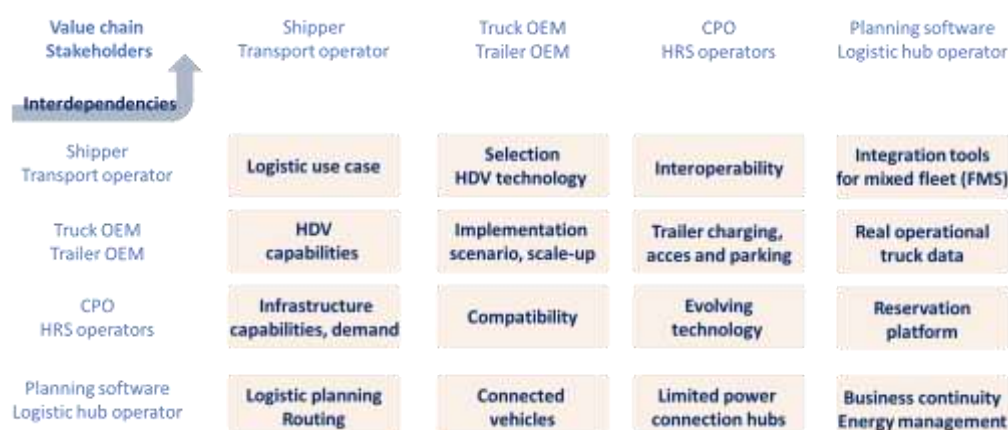 Value chain Shipper Truck OEM CPO Planning software
Stakeholders Transport operator Trailer OEM HRS operators Logistic hub operator
Interdependencies
Shipper Logistic use case Selection Interoperability Integration tools
Transport operator HDV technology for mixed fleet (FMS)
Truck OEM HDV Implementation Trailer charging, Real operational
Trailer OEM capabilities scenario, scale-up acces and parking truck data
CPO Infrastructure Compatibility Evolving Reservation
HRS operators capabilities, demand technology platform
Planning software Logistic planning Connected Limited power Business continuity
Logistic hub operator Routing vehicles connection hubs Energy management